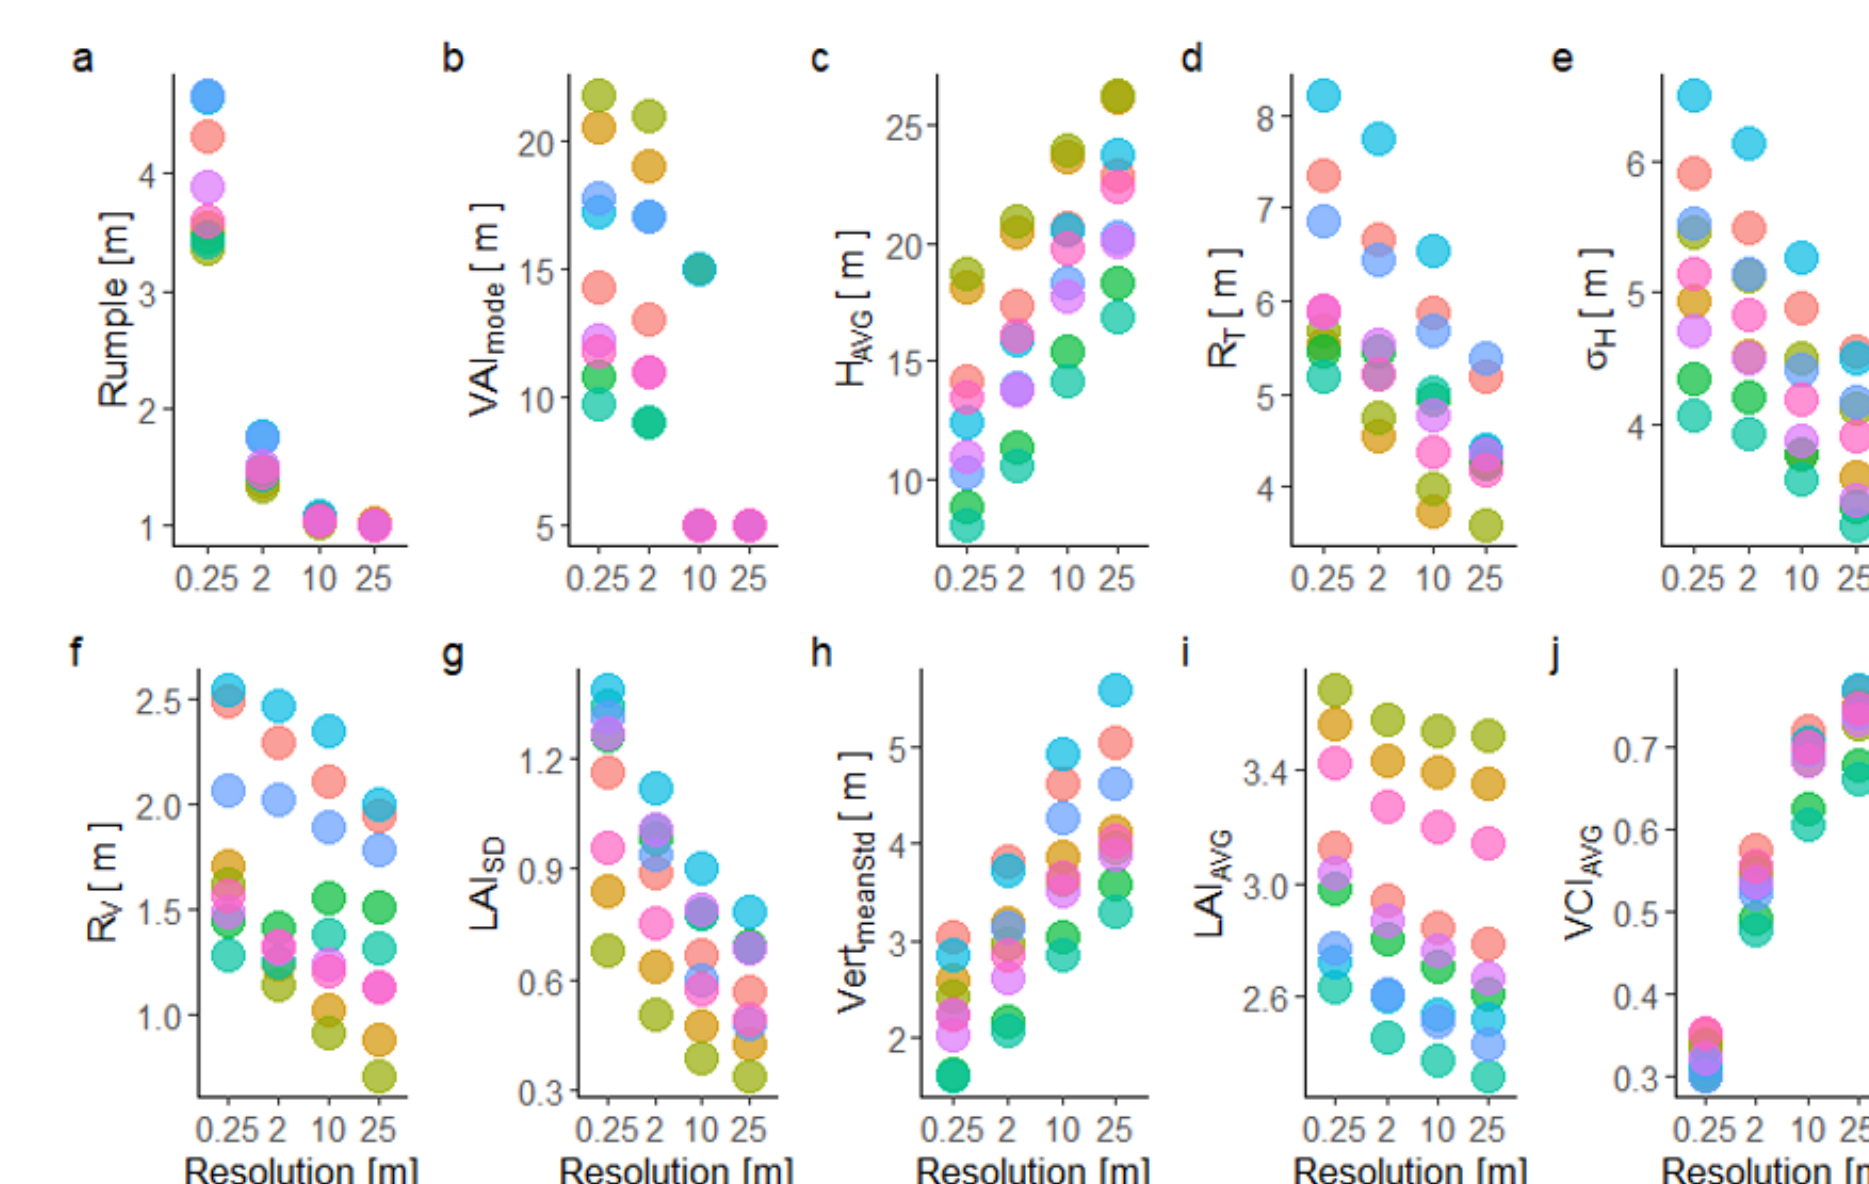 a b c d e
Rumple [m]
4
3
2
1
0.25 2 10 25
VAImode [ m ]
20
15
10
5
0.25 2 10 25
HAVG [ m ]
25
20
15
10
0.25 2 10 25
RT [ m ]
8
7
6
5
4
0.25 2 10 25
σH [ m ]
6
5
4
0.25 2 10 25
f g h i j
RV [ m ]
2.5
2.0
1.5
1.0
0.25 2 10 25
Resolution [m]
LAISD
1.2
0.9
0.6
0.3
0.25 2 10 25
Resolution [m]
VertmeanStd [ m ]
5
4
3
2
0.25 2 10 25
Resolution [m]
LAIAVG
3.4
3.0
2.6
0.25 2 10 25
Resolution [m]
VCIAVG
0.7
0.6
0.5
0.4
0.3
0.25 2 10 25
Resolution [m